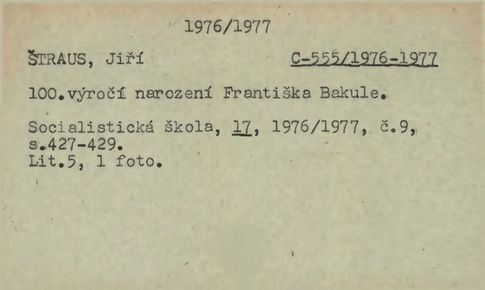 1976/1977
ŠTRAUS, Jiří C-555/1976-1977
100.výročí narození Františka Bakule.
Socialistická škola, 17, 1976/1977, č.9,
s.427-429.
Lit.5, 1 foto.